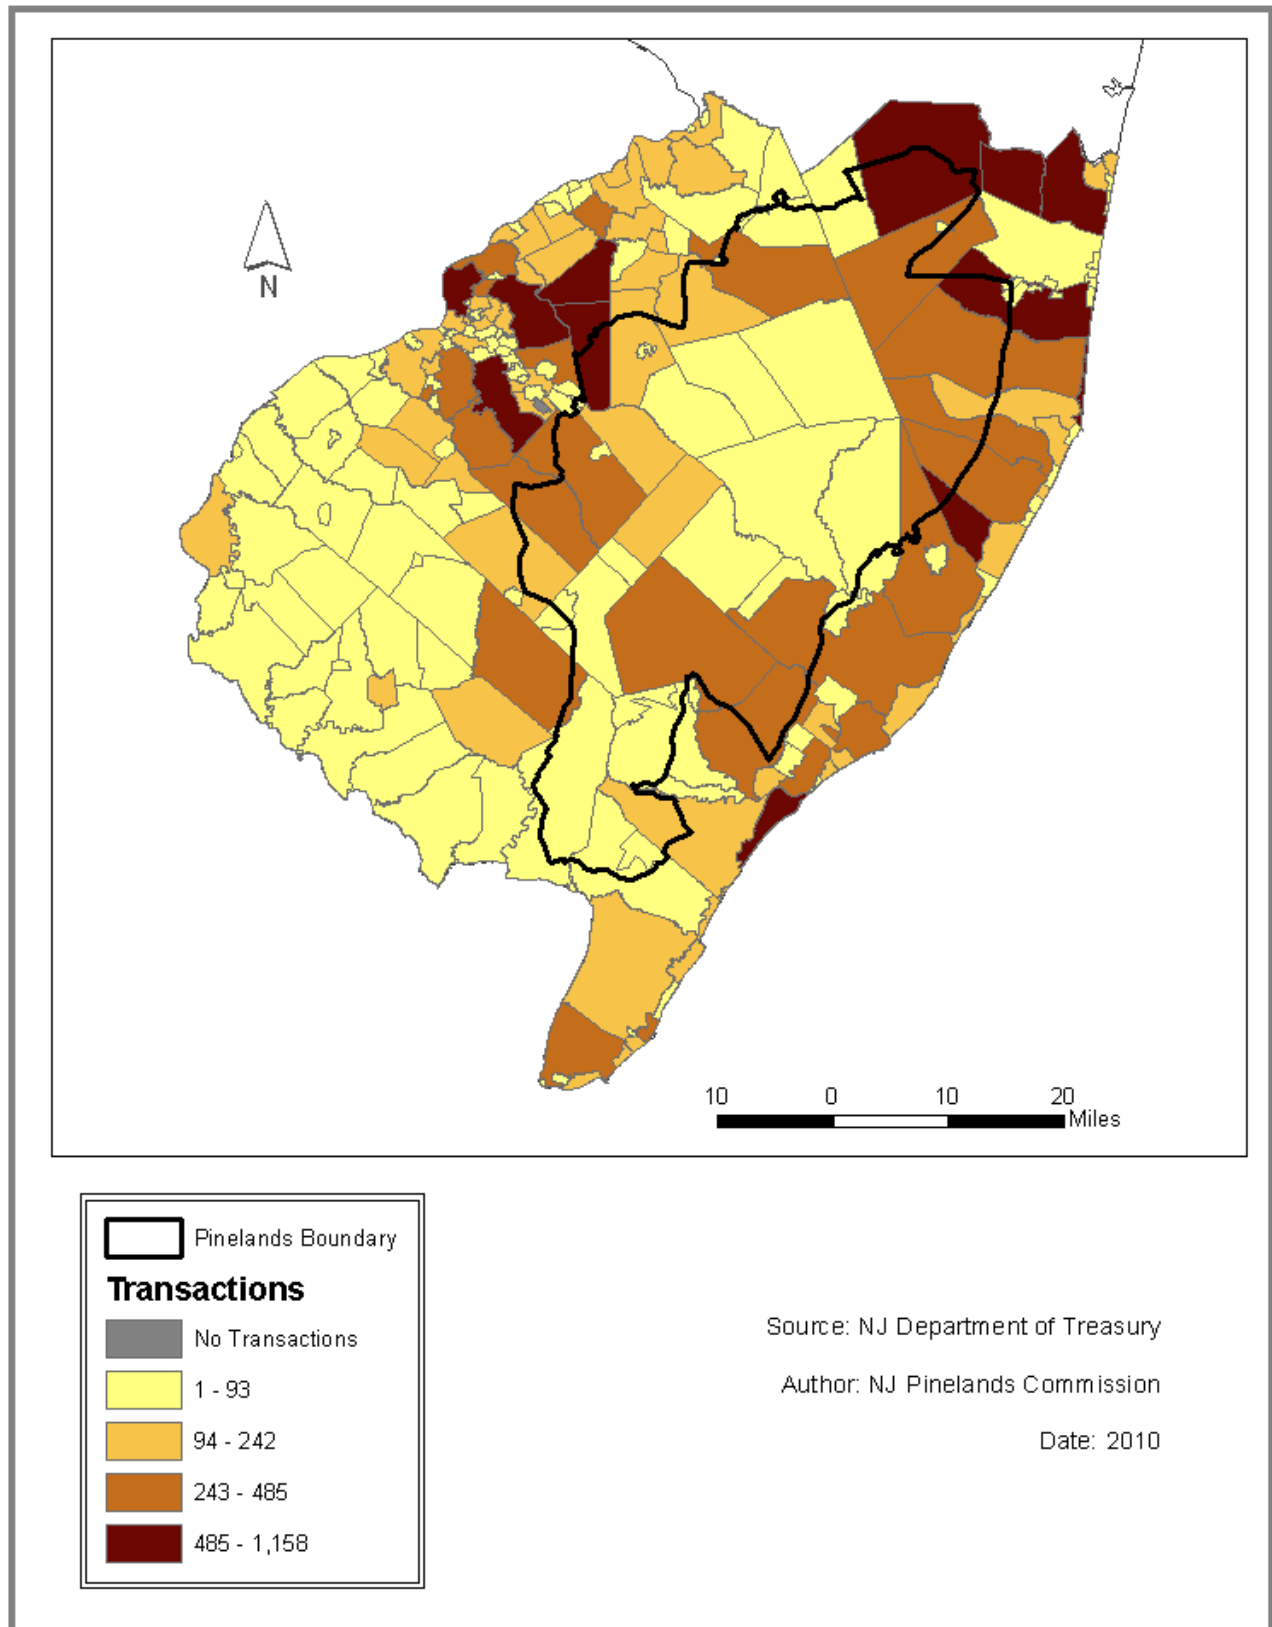 N
10 0 10 20
Miles
Pinelands Boundary
Transactions
No Transactions
1 - 93
94 - 242
243 - 485
485 - 1,158
Source: NJ Department of Treasury
Author: NJ Pinelands Commission
Date: 2010